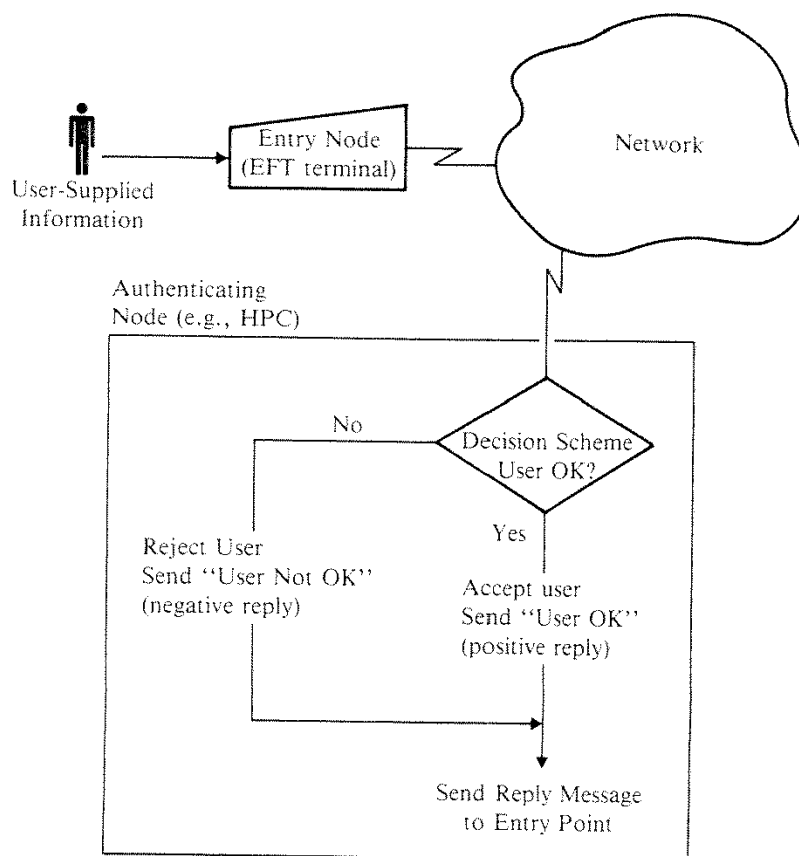 Entry Node
(EFT terminal)
Network
User-Supplied
Information
Authenticating
Node (e.g., HPC)
No
Decision Scheme
User OK?
Yes
Reject User
Send “User Not OK”
(negative reply)
Accept user
Send “User OK”
(positive reply)
Send Reply Message
to Entry Point